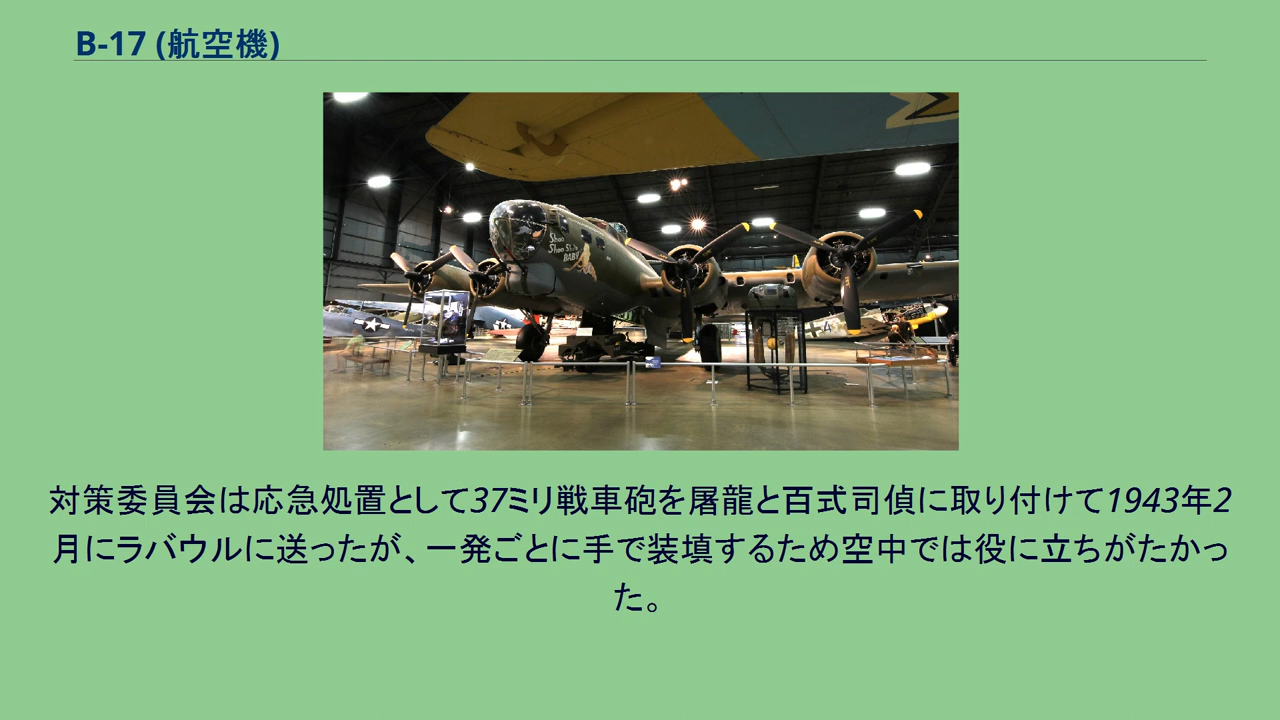 B-17 (航空機)
Shoo
Shoo Shoo
BABY
対策委員会は応急処置として37ミリ戦車砲を屠龍と百式司偵に取り付けて1943年2
月にラバウルに送ったが、一発ごとに手で装填するため空中では役に立ちがたかっ
た。